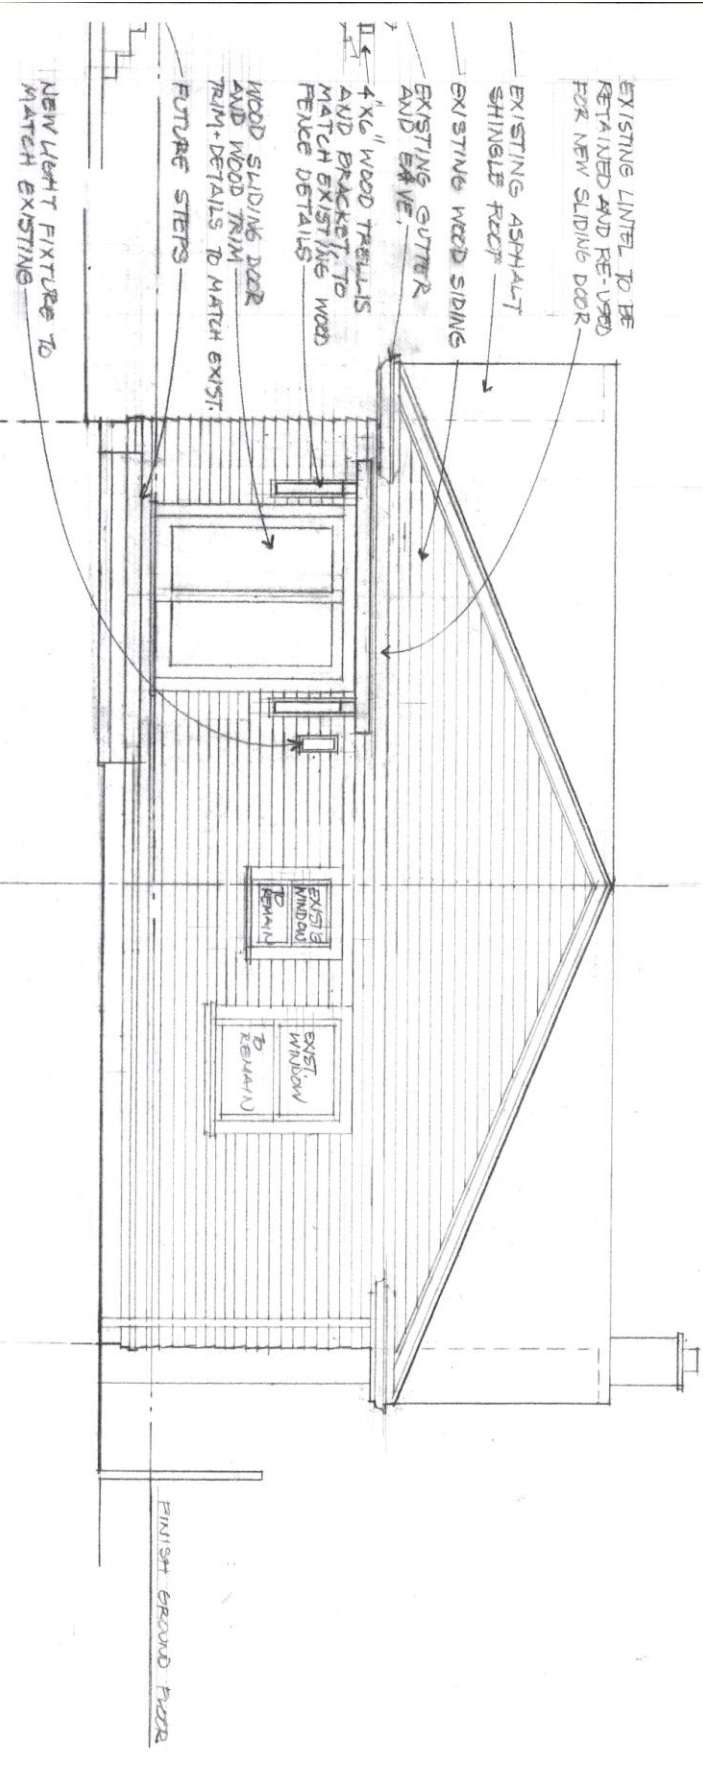 EXISTING LINTEL TO BE
RETAINED AND RE-USED
FOR NEW SLIDING DOOR
EXISTING ASPHALT
SHINGLE ROOF
EXISTING WOOD SIDING
EXISTING GUTTER
AND EAVE.
4"X6" WOOD TRELLIS
AND BRACKET TO
MATCH EXISTING WOOD
FENCE DETAILS
WOOD SLIDING DOOR
AND WOOD TRIM
TRIM + DETAILS TO MATCH EXIST.
FUTURE STEPS
NEW LIGHT FIXTURE TO
MATCH EXISTING
EXIST'G
WINDOW
TO
REMAIN
EXIST.
WINDOW
TO
REMAIN
FINISH GROUND FLOOR